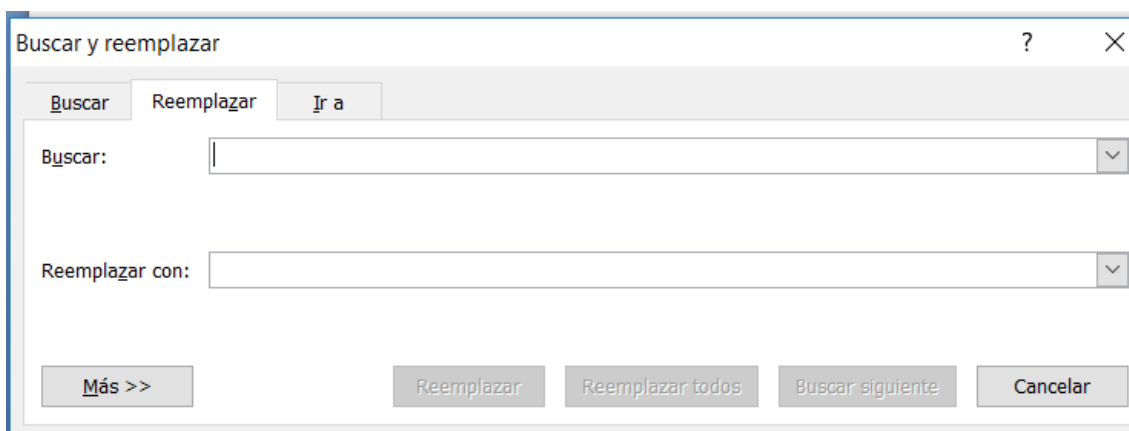 Buscar y reemplazar ? ×
Buscar Reemplazar Ir a
Buscar:
Reemplazar con:
Más >> Reemplazar Reemplazar todos Buscar siguiente Cancelar